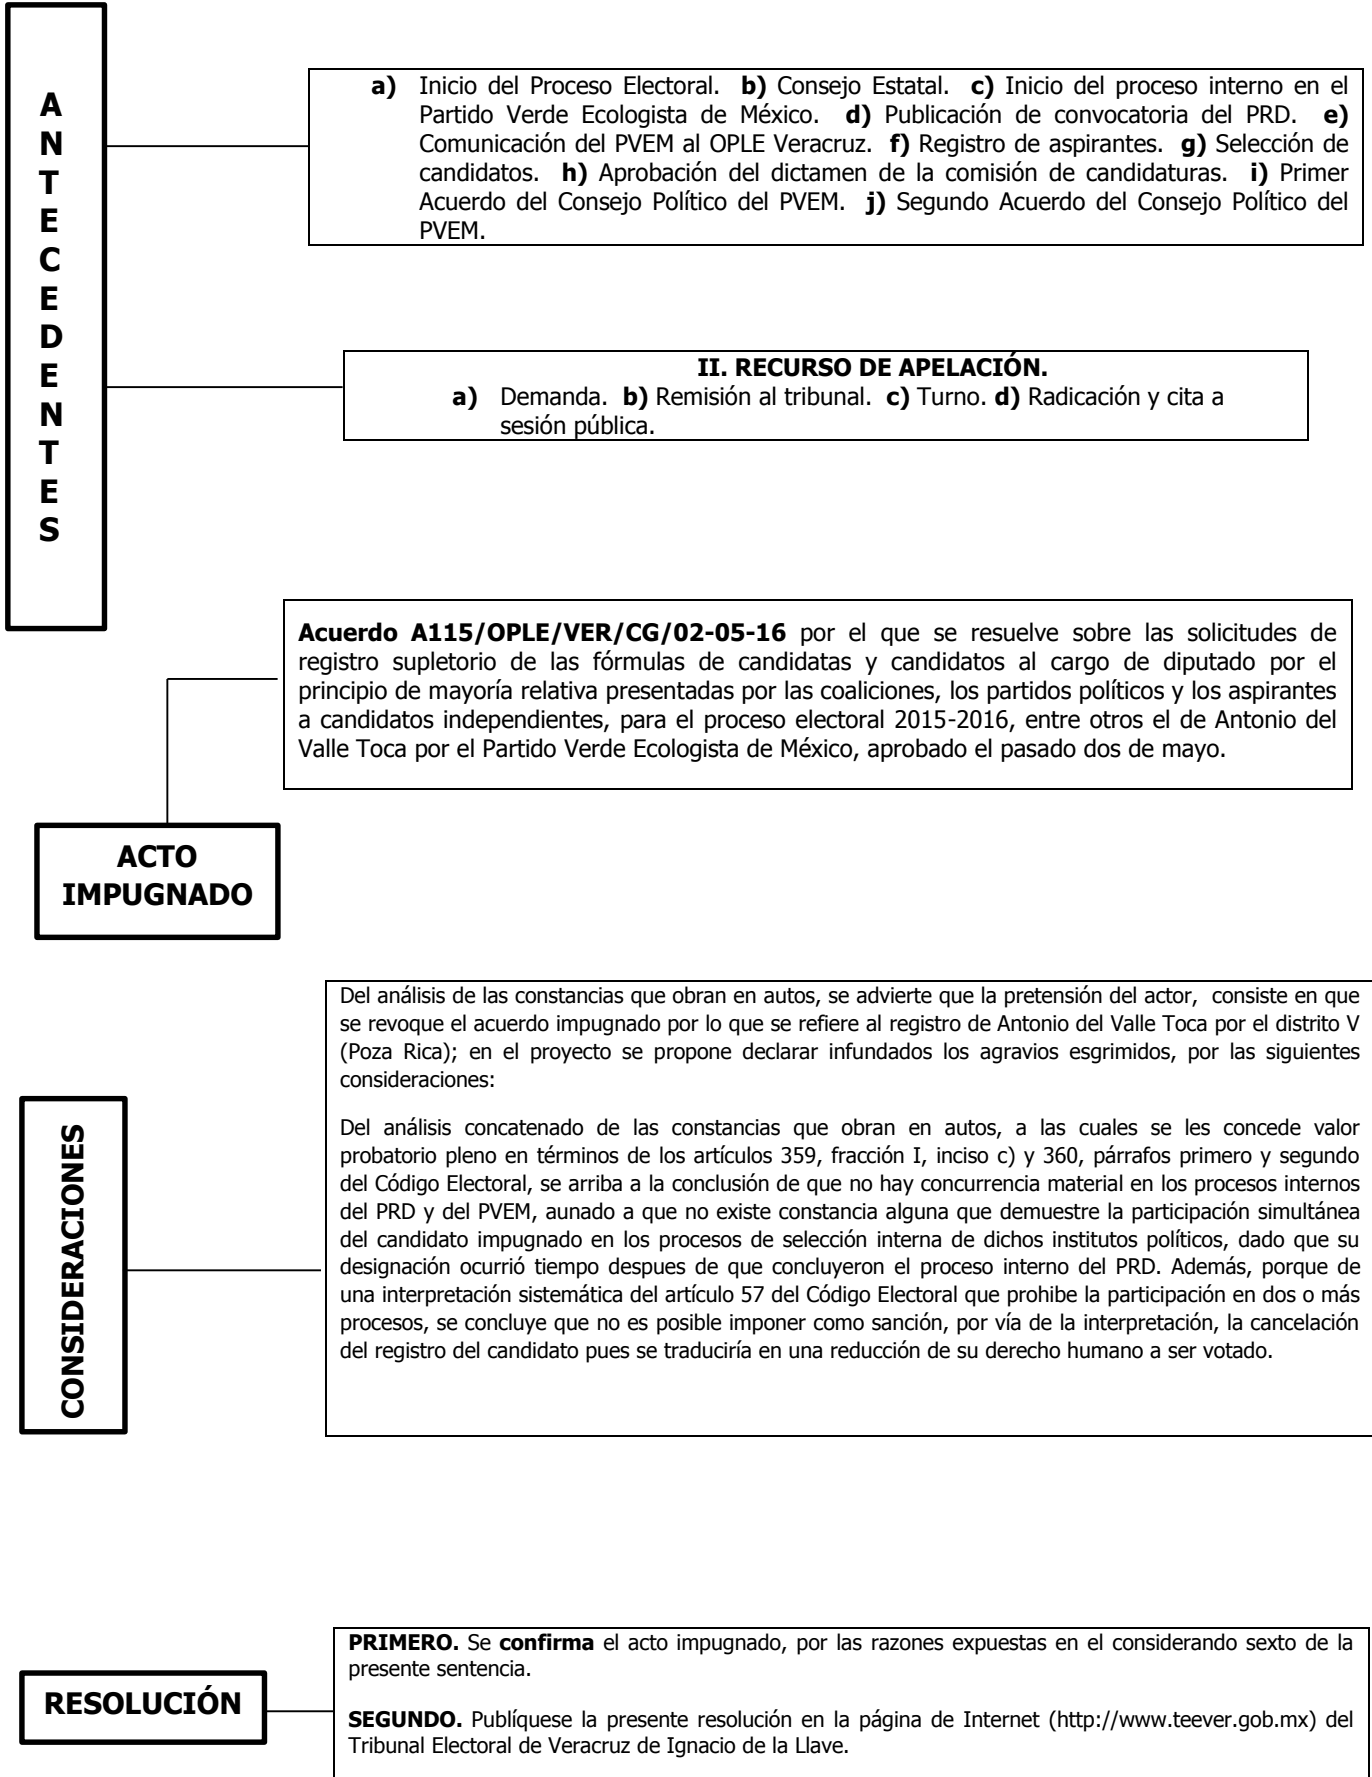 ANTECEDENTES
a) Inicio del Proceso Electoral. b) Consejo Estatal. c) Inicio del proceso interno en el
Partido Verde Ecologista de México. d) Publicación de convocatoria del PRD. e)
Comunicación del PVEM al OPLE Veracruz. f) Registro de aspirantes. g) Selección de
candidatos. h) Aprobación del dictamen de la comisión de candidaturas. i) Primer
Acuerdo del Consejo Político del PVEM. j) Segundo Acuerdo del Consejo Político del
PVEM.
II. RECURSO DE APELACIÓN.
a) Demanda. b) Remisión al tribunal. c) Turno. d) Radicación y cita a
sesión pública.
Acuerdo A115/OPLE/VER/CG/02-05-16 por el que se resuelve sobre las solicitudes de
registro supletorio de las fórmulas de candidatas y candidatos al cargo de diputado por el
principio de mayoría relativa presentadas por las coaliciones, los partidos políticos y los aspirantes
a candidatos independientes, para el proceso electoral 2015-2016, entre otros el de Antonio del
Valle Toca por el Partido Verde Ecologista de México, aprobado el pasado dos de mayo.
ACTO
IMPUGNADO
Del análisis de las constancias que obran en autos, se advierte que la pretensión del actor, consiste en que
se revoque el acuerdo impugnado por lo que se refiere al registro de Antonio del Valle Toca por el distrito V
(Poza Rica); en el proyecto se propone declarar infundados los agravios esgrimidos, por las siguientes
consideraciones:
Del análisis concatenado de las constancias que obran en autos, a las cuales se les concede valor
probatorio pleno en términos de los artículos 359, fracción I, inciso c) y 360, párrafos primero y segundo
del Código Electoral, se arriba a la conclusión de que no hay concurrencia material en los procesos internos
del PRD y del PVEM, aunado a que no existe constancia alguna que demuestre la participación simultánea
del candidato impugnado en los procesos de selección interna de dichos institutos políticos, dado que su
designación ocurrió tiempo despues de que concluyeron el proceso interno del PRD. Además, porque de
una interpretación sistemática del artículo 57 del Código Electoral que prohibe la participación en dos o más
procesos, se concluye que no es posible imponer como sanción, por vía de la interpretación, la cancelación
del registro del candidato pues se traduciría en una reducción de su derecho humano a ser votado.
CONSIDERACIONES
PRIMERO. Se confirma el acto impugnado, por las razones expuestas en el considerando sexto de la
presente sentencia.
RESOLUCIÓN
SEGUNDO. Publíquese la presente resolución en la página de Internet (http://www.teever.gob.mx) del
Tribunal Electoral de Veracruz de Ignacio de la Llave.